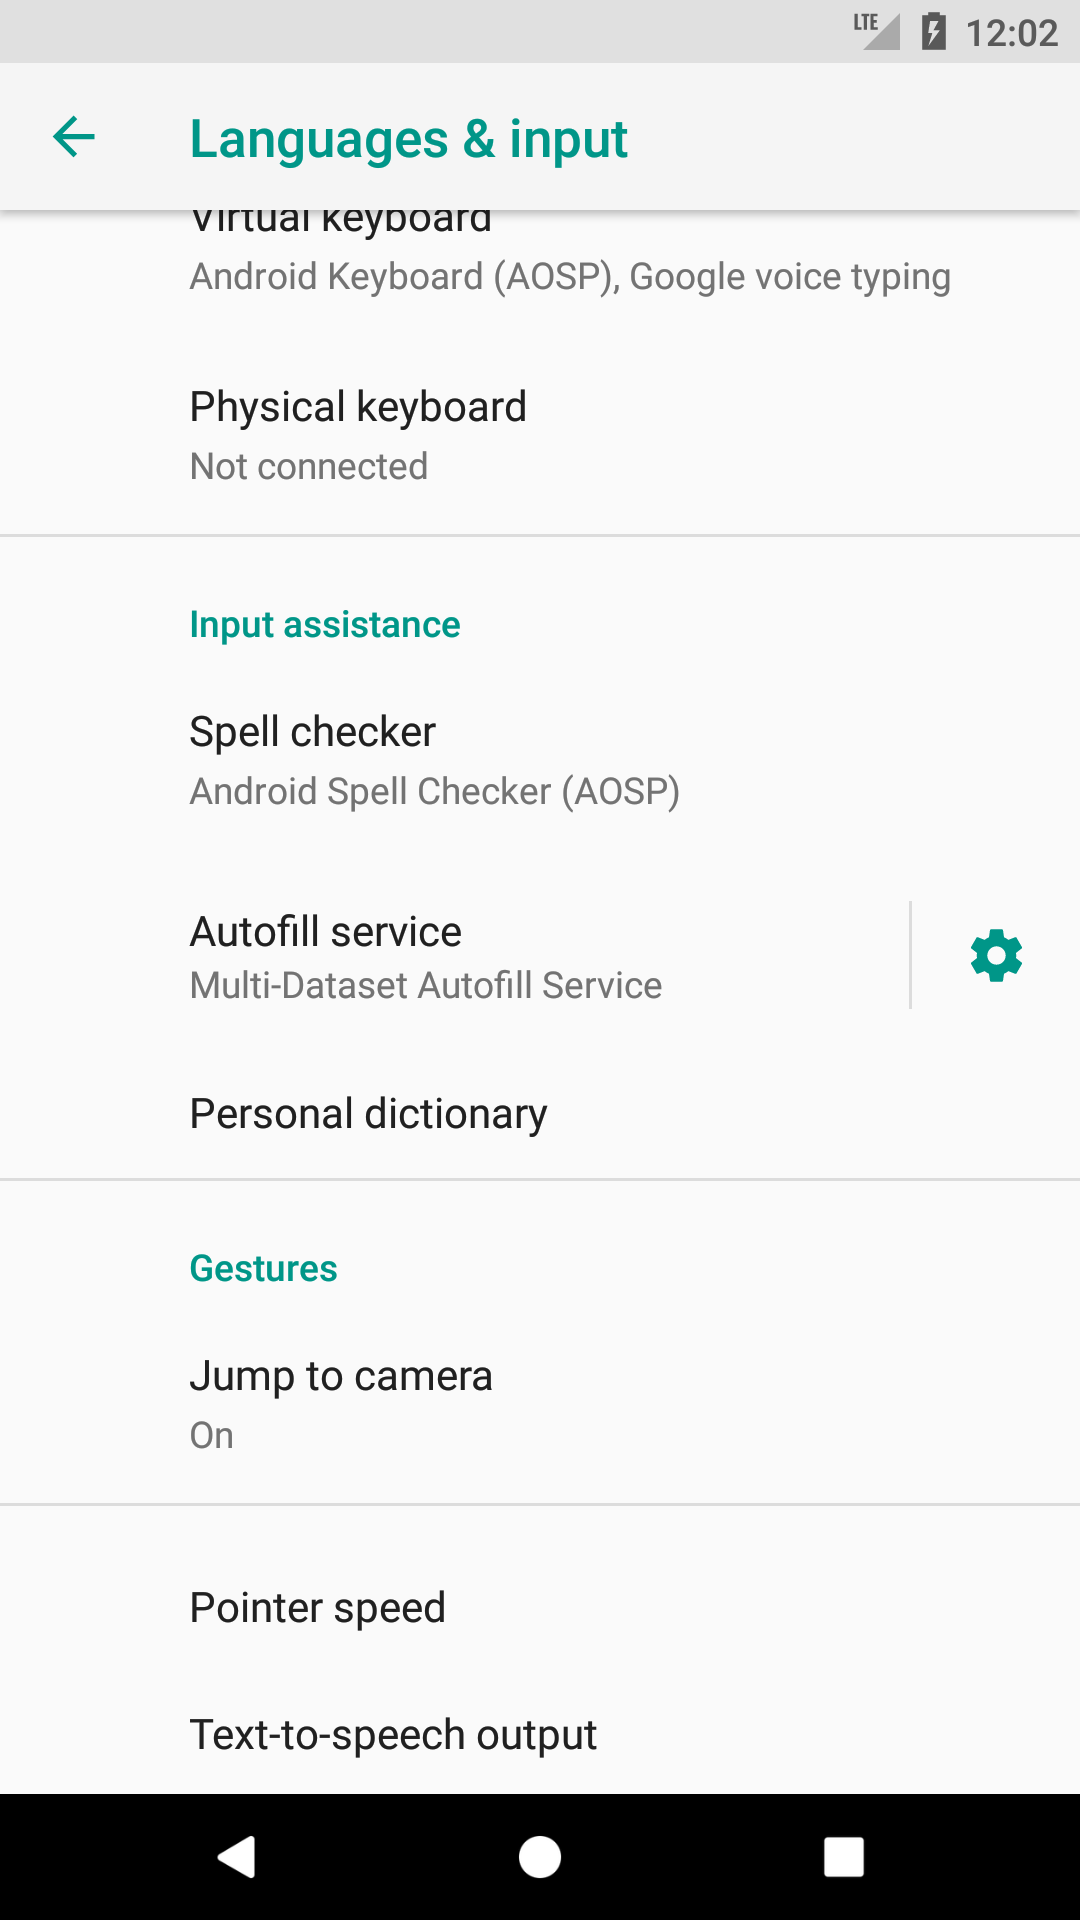 LTE 12:02
Languages & input
Virtual keyboard
Android Keyboard (AOSP), Google voice typing
Physical keyboard
Not connected
Input assistance
Spell checker
Android Spell Checker (AOSP)
Autofill service
Multi-Dataset Autofill Service
Personal dictionary
Gestures
Jump to camera
On
Pointer speed
Text-to-speech output